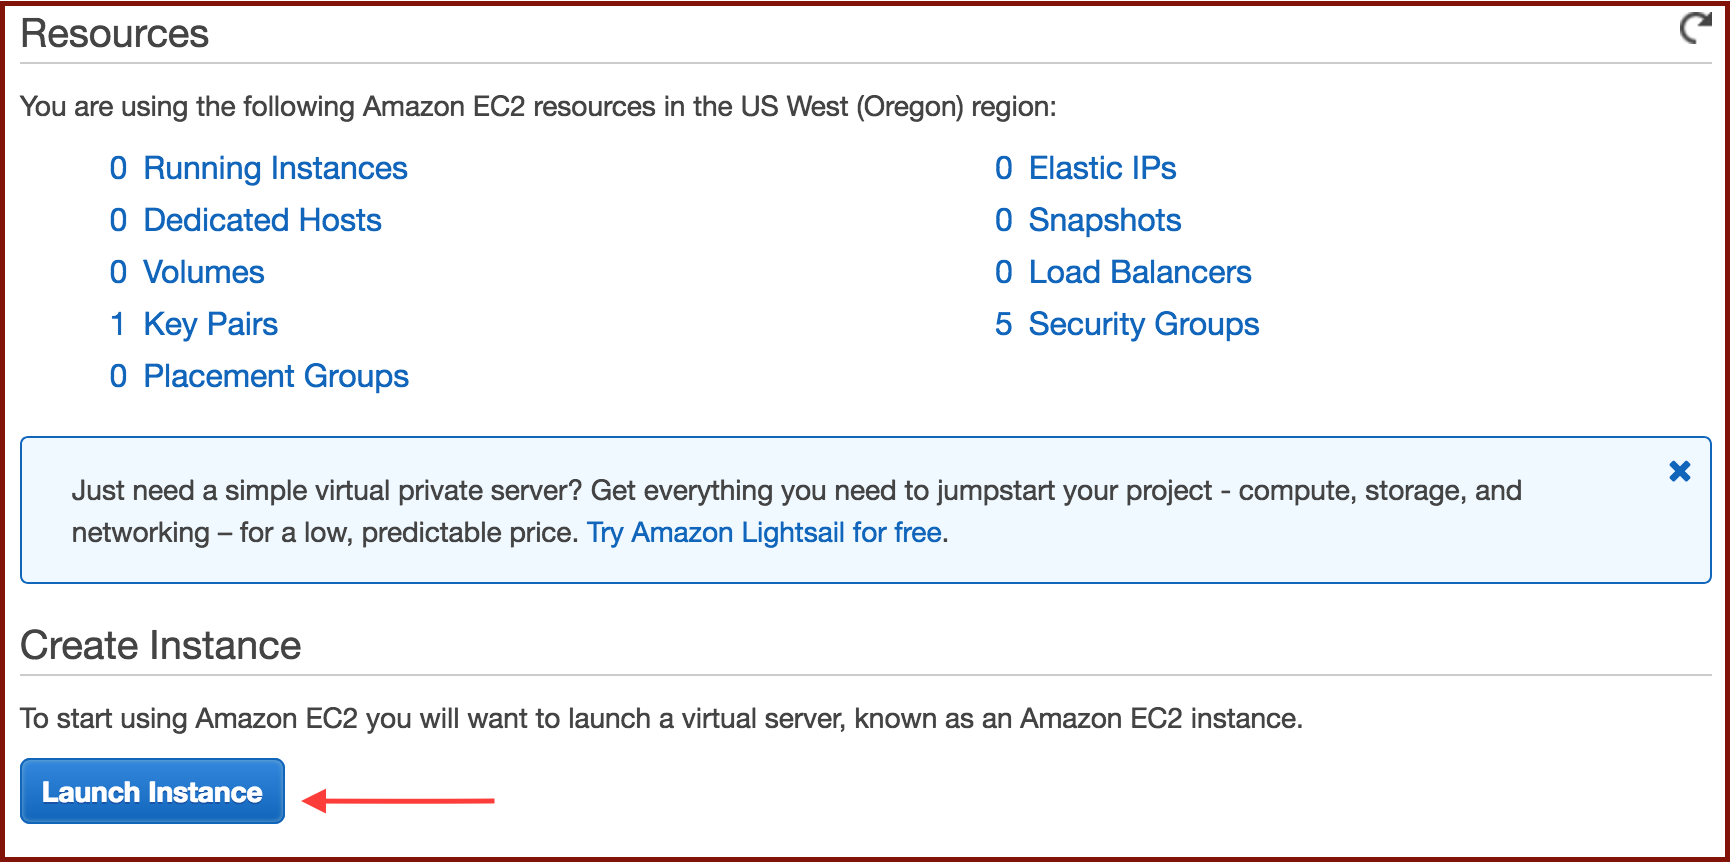 Resources
You are using the following Amazon EC2 resources in the US West (Oregon) region:
0 Running Instances
0 Dedicated Hosts
0 Volumes
1 Key Pairs
0 Placement Groups
0 Elastic IPs
0 Snapshots
0 Load Balancers
5 Security Groups
Just need a simple virtual private server? Get everything you need to jumpstart your project - compute, storage, and
networking – for a low, predictable price. Try Amazon Lightsail for free.
Create Instance
To start using Amazon EC2 you will want to launch a virtual server, known as an Amazon EC2 instance.
Launch Instance